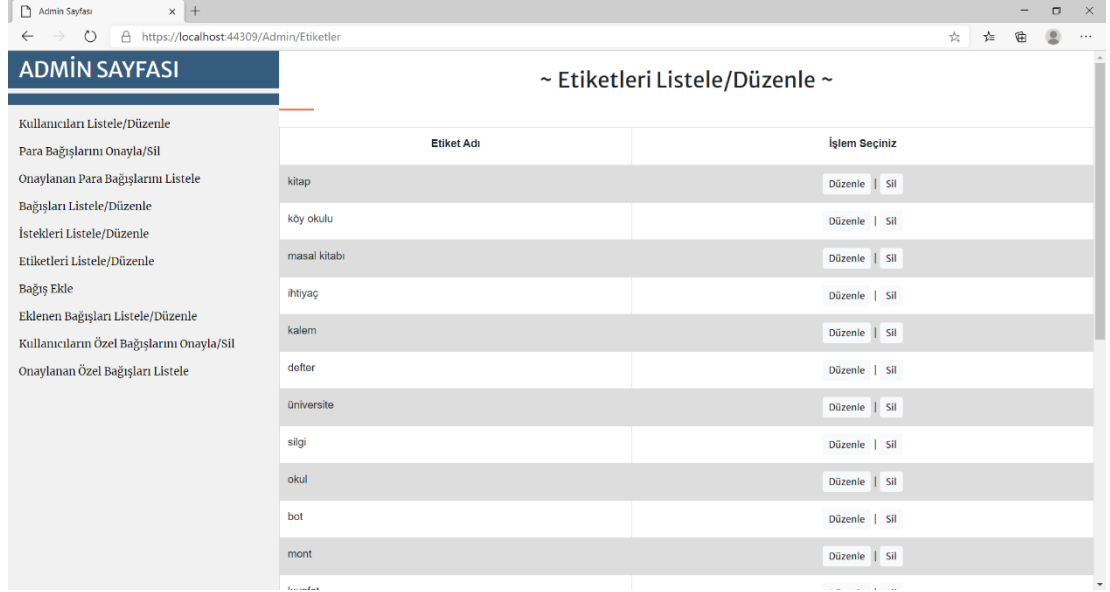 Admin Sayfası
https://localhost:44309/Admin/Etiketler
ADMİN SAYFASI
Kullanıcıları Listele/Düzenle
Para Bağışlarını Onayla/Sil
Onaylanan Para Bağışlarını Listele
Bağışları Listele/Düzenle
İstekleri Listele/Düzenle
Etiketleri Listele/Düzenle
Bağış Ekle
Eklenen Bağışları Listele/Düzenle
Kullanıcıların Özel Bağışlarını Onayla/Sil
Onaylanan Özel Bağışları Listele
~ Etiketleri Listele/Düzenle ~
Etiket Adı İşlem Seçiniz
kitap Düzenle | Sil
köy okulu Düzenle | Sil
masal kitabı Düzenle | Sil
ihtiyaç Düzenle | Sil
kalem Düzenle | Sil
defter Düzenle | Sil
üniversite Düzenle | Sil
silgi Düzenle | Sil
okul Düzenle | Sil
bot Düzenle | Sil
mont Düzenle | Sil